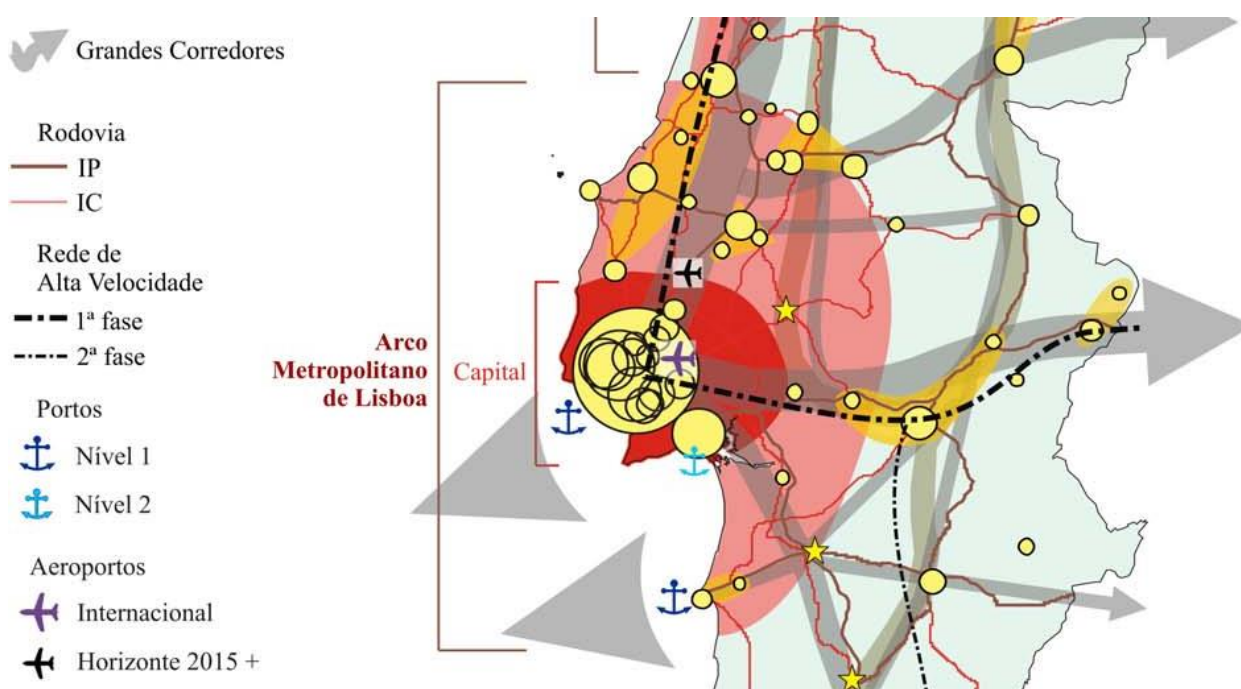 Grandes Corredores
Rodovia
IP
IC
Rede de
Alta Velocidade
1ª fase
2ª fase
Portos
Nível 1
Nível 2
Aeroportos
Internacional
Horizonte 2015 +
Arco
Metropolitano
de Lisboa
Capital